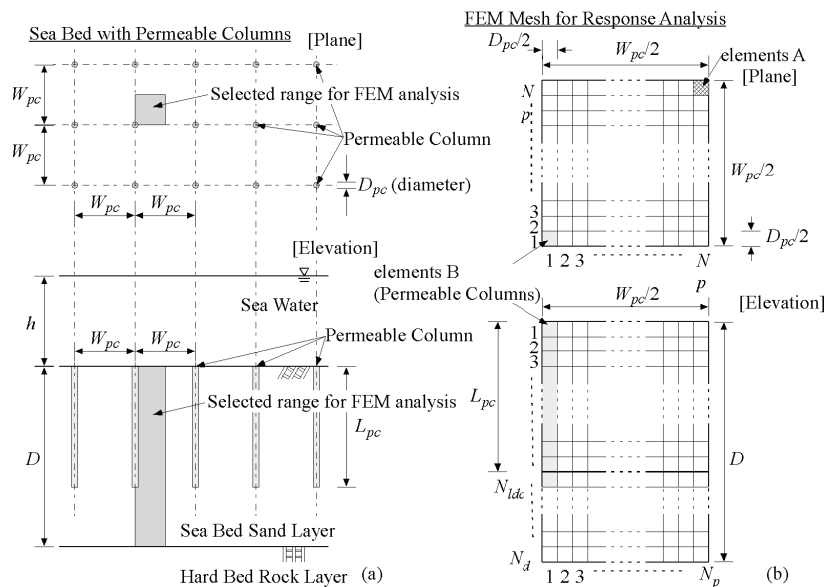 Sea Bed with Permeable Columns
[Plane]
W_pc
Selected range for FEM analysis
W_pc
Permeable Column
D_pc (diameter)
W_pc
W_pc
[Elevation]
Sea Water
h
W_pc
W_pc
Permeable Column
Selected range for FEM analysis
L_pc
D
Sea Bed Sand Layer
Hard Bed Rock Layer
(a)
FEM Mesh for Response Analysis
D_pc/2
W_pc/2
elements A
[Plane]
N
p
W_pc/2
3
2
1
D_pc/2
1 2 3
N
p
elements B
(Permeable Columns)
W_pc/2
[Elevation]
1
2
3
L_pc
D
N_ldc
N_d
1 2 3
N_p
(b)